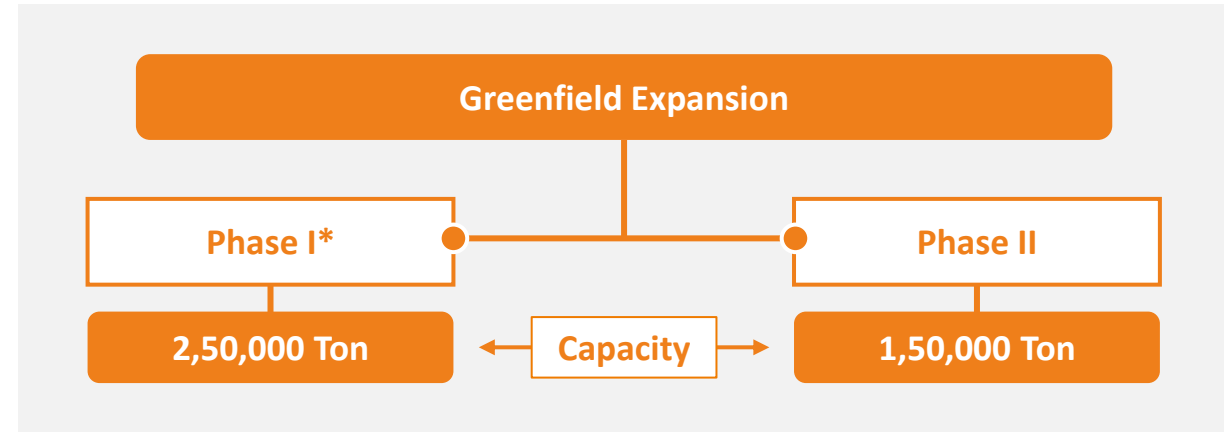 Greenfield Expansion
Phase I*
Phase II
2,50,000 Ton
Capacity
1,50,000 Ton